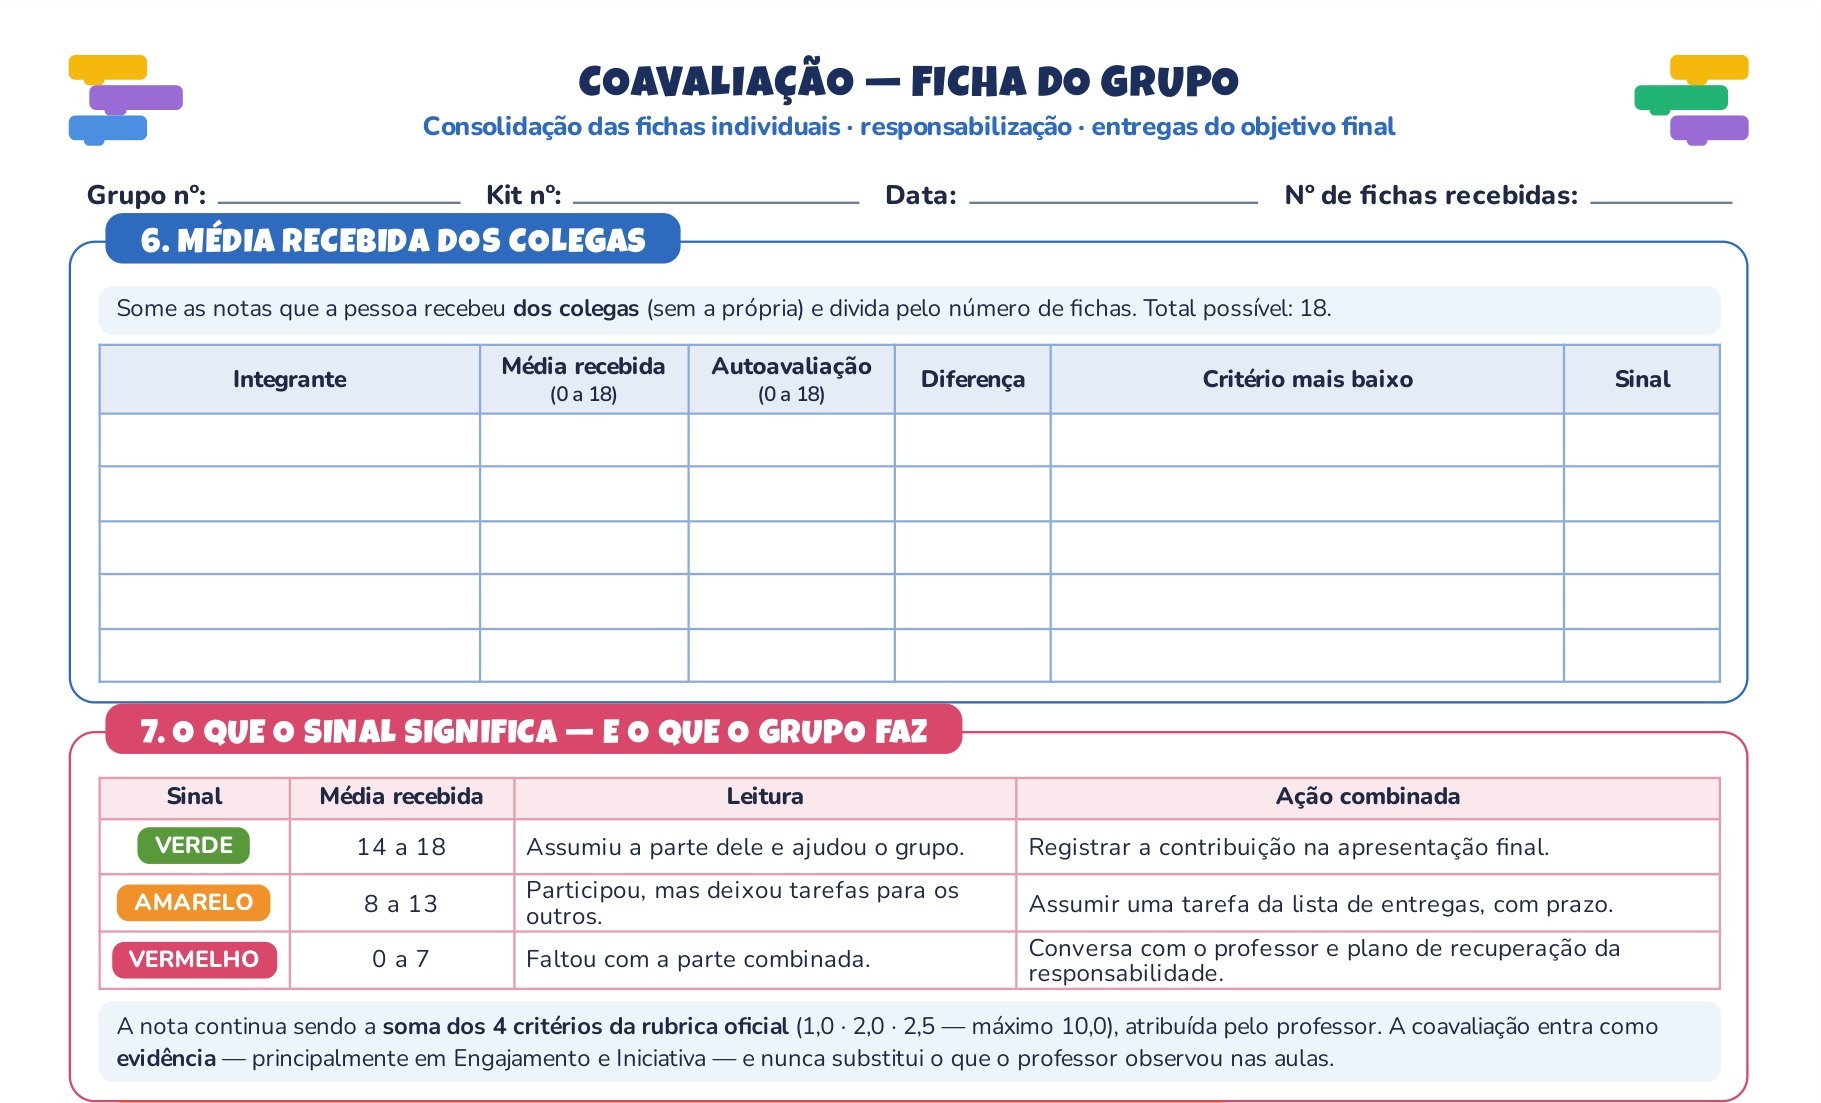 COAVALIAÇÃO — FICHA DO GRUPO
Consolidação das fichas individuais · responsabilização · entregas do objetivo final
Grupo nº: Kit nº: Data: Nº de fichas recebidas:
6. MÉDIA RECEBIDA DOS COLEGAS
Some as notas que a pessoa recebeu dos colegas (sem a própria) e divida pelo número de fichas. Total possível: 18.
Integrante Média recebida (0 a 18) Autoavaliação (0 a 18) Diferença Critério mais baixo Sinal
7. O QUE O SINAL SIGNIFICA — E O QUE O GRUPO FAZ
Sinal Média recebida Leitura Ação combinada
VERDE 14 a 18 Assumiu a parte dele e ajudou o grupo. Registrar a contribuição na apresentação final.
AMARELO 8 a 13 Participou, mas deixou tarefas para os
outros. Assumir uma tarefa da lista de entregas, com prazo.
VERMELHO 0 a 7 Faltou com a parte combinada. Conversa com o professor e plano de recuperação da
responsabilidade.
A nota continua sendo a soma dos 4 critérios da rubrica oficial (1,0 · 2,0 · 2,5 — máximo 10,0), atribuída pelo professor. A coavaliação entra como
evidência — principalmente em Engajamento e Iniciativa — e nunca substitui o que o professor observou nas aulas.